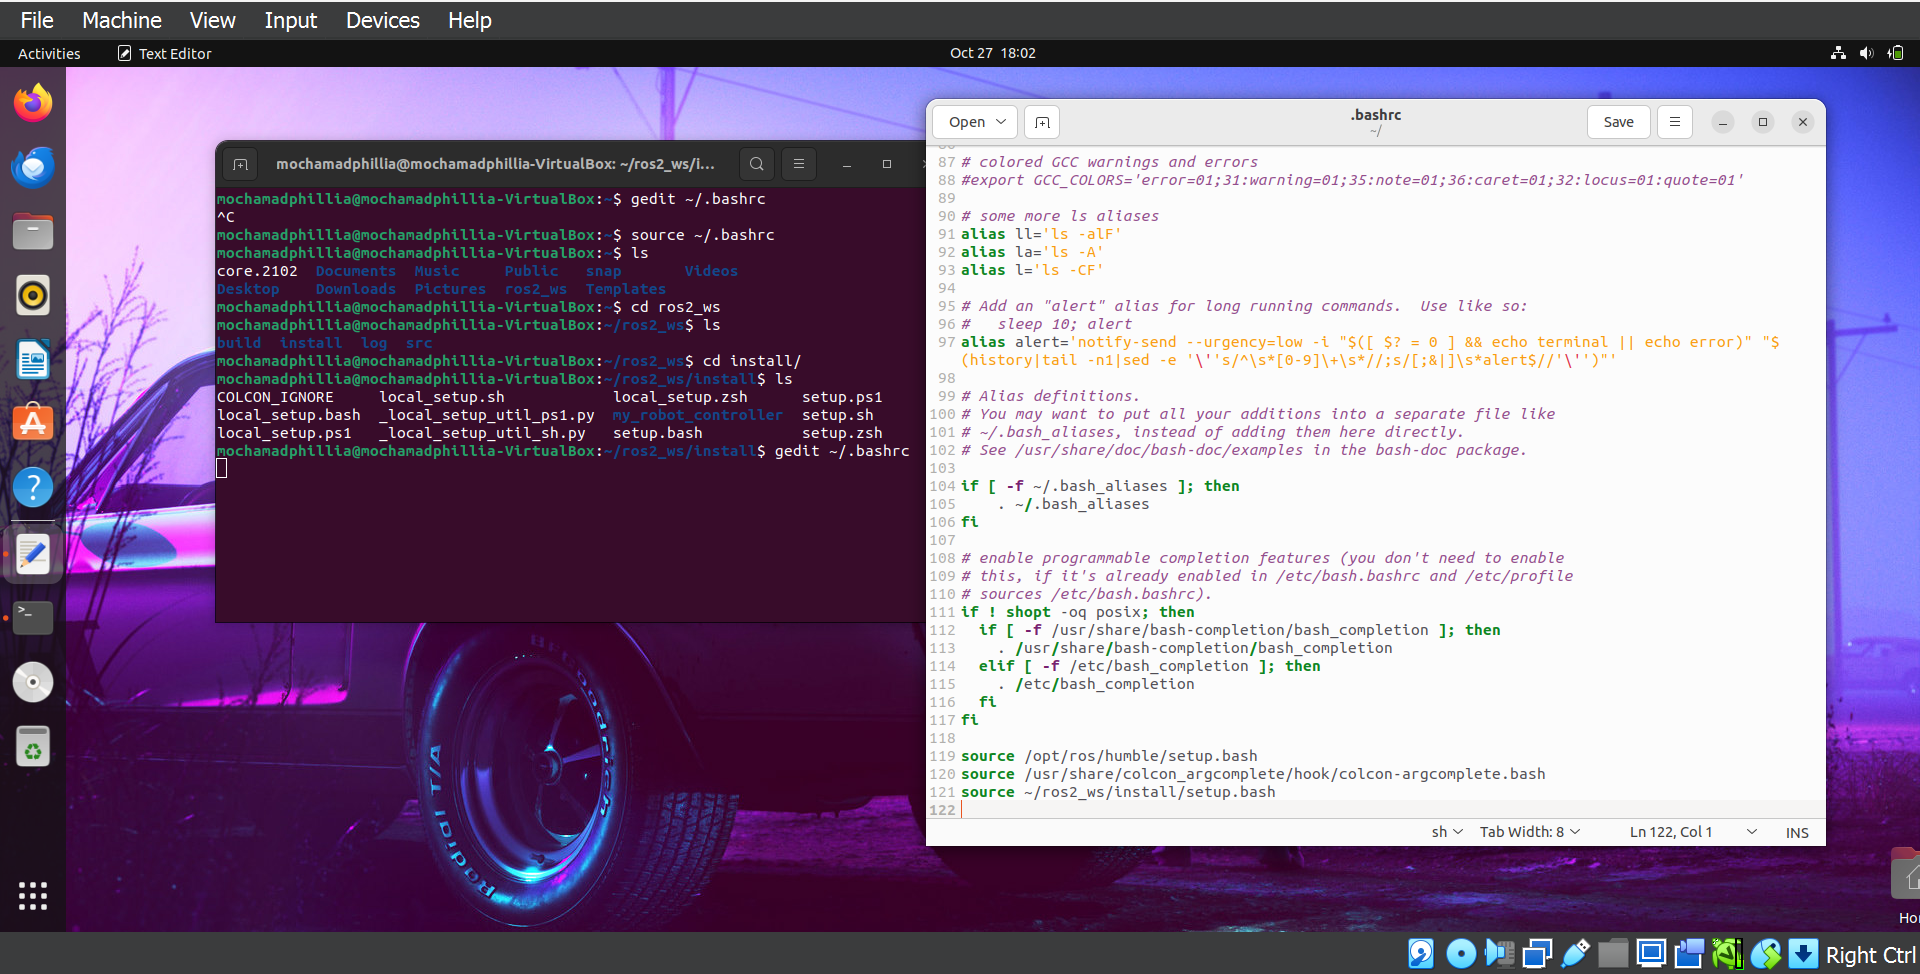 File Machine View Input Devices Help
Activities Text Editor Oct 27 18:02
mochamadphillia@mochamadphillia-VirtualBox: ~/ros2_ws/i...
mochamadphillia@mochamadphillia-VirtualBox:~$ gedit ~/.bashrc
^C
mochamadphillia@mochamadphillia-VirtualBox:~$ source ~/.bashrc
mochamadphillia@mochamadphillia-VirtualBox:~$ ls
core.2102 Documents Music Public snap Videos
Desktop Downloads Pictures ros2_ws Templates
mochamadphillia@mochamadphillia-VirtualBox:~$ cd ros2_ws
mochamadphillia@mochamadphillia-VirtualBox:~/ros2_ws$ ls
build install log src
mochamadphillia@mochamadphillia-VirtualBox:~/ros2_ws$ cd install/
mochamadphillia@mochamadphillia-VirtualBox:~/ros2_ws/install$ ls
COLCON_IGNORE local_setup.sh local_setup.zsh setup.ps1
local_setup.bash _local_setup_util_ps1.py my_robot_controller setup.sh
local_setup.ps1 _local_setup_util_sh.py setup.bash setup.zsh
mochamadphillia@mochamadphillia-VirtualBox:~/ros2_ws/install$ gedit ~/.bashrc
Open .bashrc Save
~/
87 # colored GCC warnings and errors
88 #export GCC_COLORS='error=01;31:warning=01;35:note=01;36:caret=01;32:locus=01:quote=01'
89
90 # some more ls aliases
91 alias ll='ls -alF'
92 alias la='ls -A'
93 alias l='ls -CF'
94
95 # Add an "alert" alias for long running commands.  Use like so:
96 #   sleep 10; alert
97 alias alert='notify-send --urgency=low -i "$([ $? = 0 ] && echo terminal || echo error)" "$
(history|tail -n1|sed -e '\''s/^\s*[0-9]\+\s*//;s/[;&|]\s*alert$//'\'')"'
98
99 # Alias definitions.
100 # You may want to put all your additions into a separate file like
101 # ~/.bash_aliases, instead of adding them here directly.
102 # See /usr/share/doc/bash-doc/examples in the bash-doc package.
103
104 if [ -f ~/.bash_aliases ]; then
105     . ~/.bash_aliases
106 fi
107
108 # enable programmable completion features (you don't need to enable
109 # this, if it's already enabled in /etc/bash.bashrc and /etc/profile
110 # sources /etc/bash.bashrc).
111 if ! shopt -oq posix; then
112   if [ -f /usr/share/bash-completion/bash_completion ]; then
113     . /usr/share/bash-completion/bash_completion
114   elif [ -f /etc/bash_completion ]; then
115     . /etc/bash_completion
116   fi
117 fi
118
119 source /opt/ros/humble/setup.bash
120 source /usr/share/colcon_argcomplete/hook/colcon-argcomplete.bash
121 source ~/ros2_ws/install/setup.bash
122
sh Tab Width: 8 Ln 122, Col 1 INS
Radial T/A
Right Ctrl